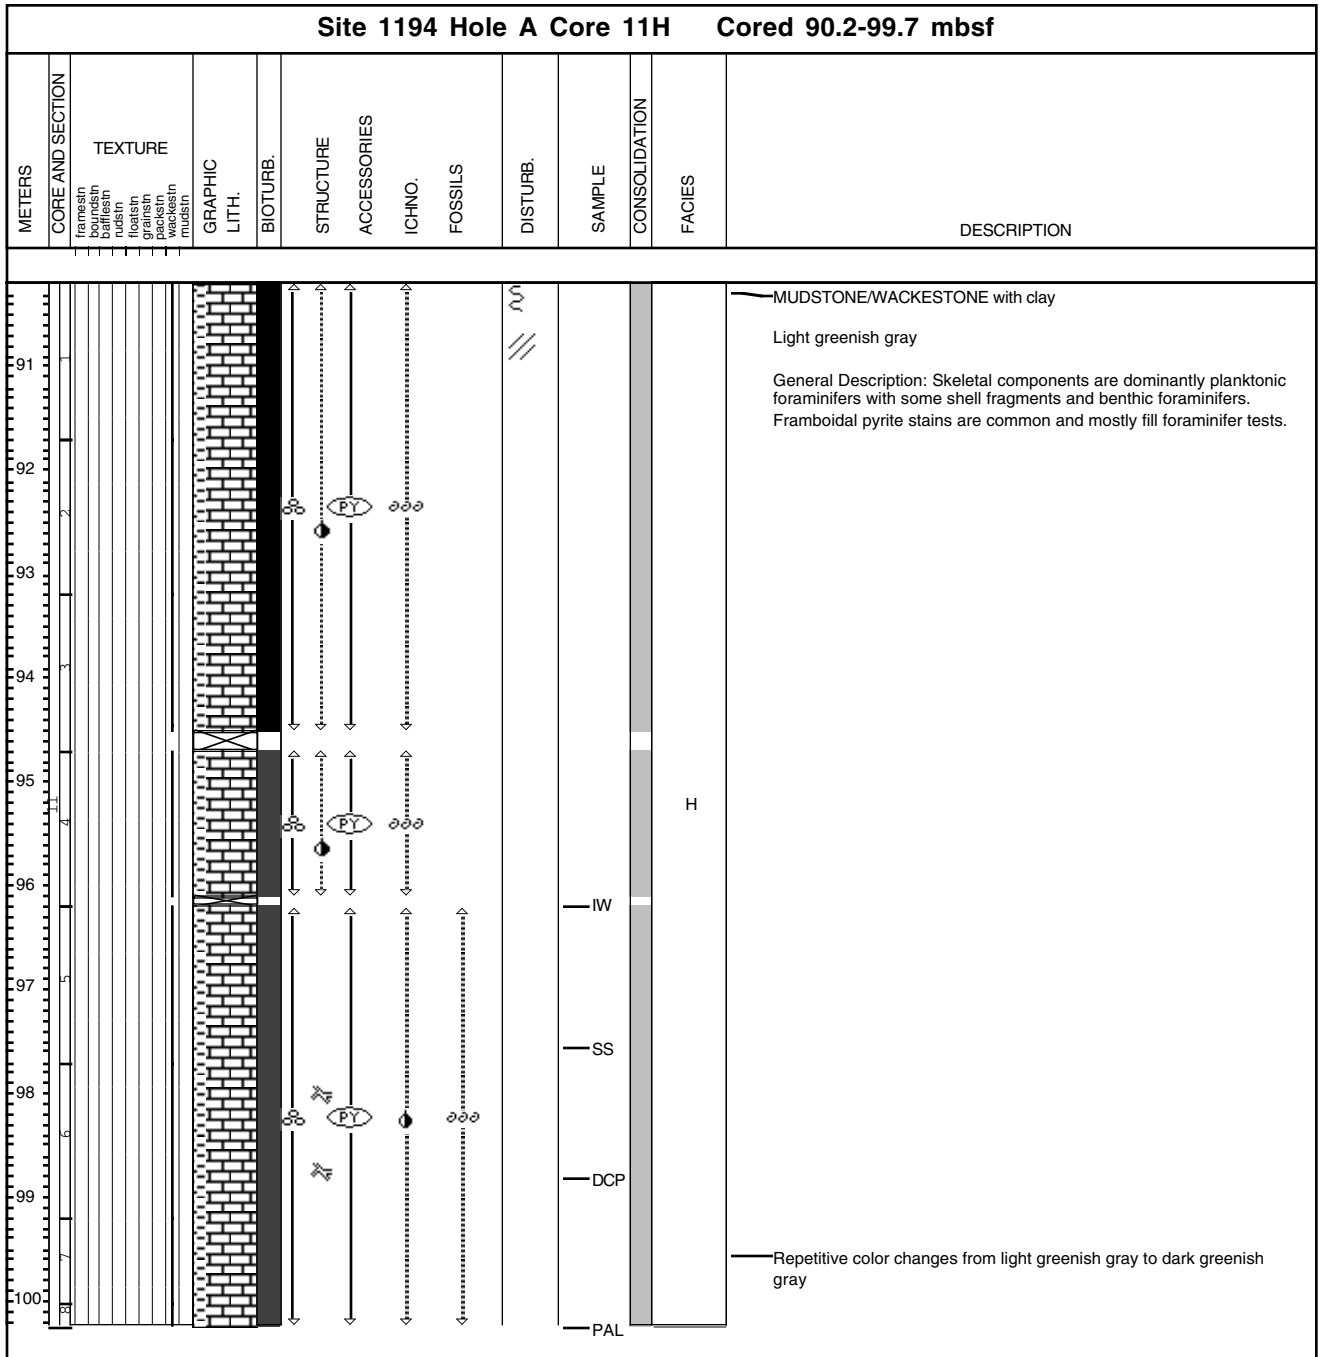 Site 1194 Hole A Core 11H Cored 90.2-99.7 mbsf
METERS
CORE AND SECTION
TEXTURE
framestn
boundstn
bafflestn
rudstn
floatstn
grainstn
packstn
wackestn
mudstn
GRAPHIC
LITH.
BIOTURB.
STRUCTURE
ACCESSORIES
ICHNO.
FOSSILS
DISTURB.
SAMPLE
CONSOLIDATION
FACIES
DESCRIPTION
MUDSTONE/WACKESTONE with clay
Light greenish gray
91
1
General Description: Skeletal components are dominantly planktonic
foraminifers with some shell fragments and benthic foraminifers.
Framboidal pyrite stains are common and mostly fill foraminifer tests.
92
2
PY
93
3
94
95
11
H
4
PY
96
IW
5
97
SS
98
PY
6
DCP
99
7
Repetitive color changes from light greenish gray to dark greenish
gray
100
8
PAL